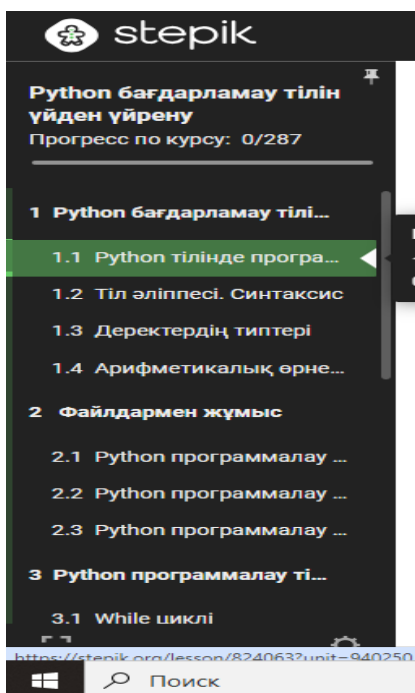 stepik
Python бағдарламау тілін
үйден үйрену
Прогресс по курсу: 0/287
1 Python бағдарламау тілі...
1.1 Python тілінде програ...
1.2 Тіл әліппесі. Синтаксис
1.3 Деректердің типтері
1.4 Арифметикалық өрне...
2 Файлдармен жұмыс
2.1 Python программалау ...
2.2 Python программалау ...
2.3 Python программалау ...
3 Python программалау ті...
3.1 While циклі
https://stepik.org/lesson/824063?unit=940250
Поиск